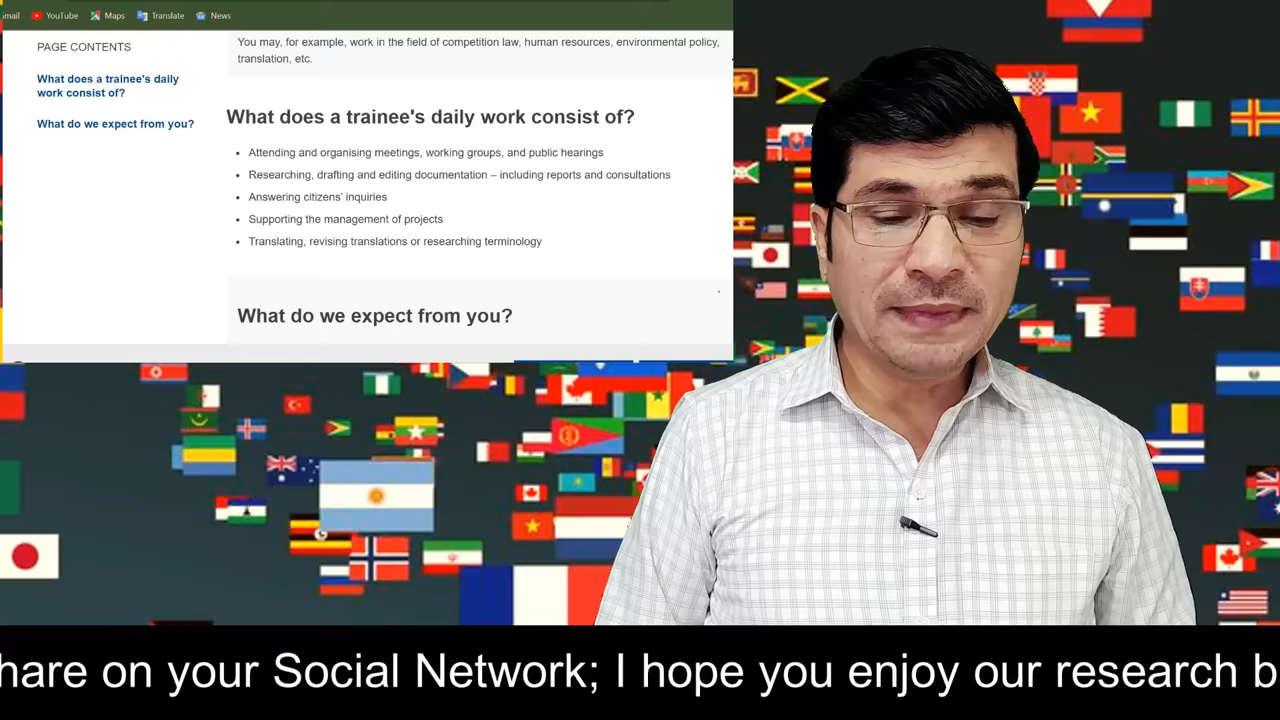 YouTube Maps Translate News
PAGE CONTENTS
What does a trainee's daily
work consist of?
What do we expect from you?
You may, for example, work in the field of competition law, human resources, environmental policy,
translation, etc.
What does a trainee's daily work consist of?
• Attending and organising meetings, working groups, and public hearings
• Researching, drafting and editing documentation – including reports and consultations
• Answering citizens' inquiries
• Supporting the management of projects
• Translating, revising translations or researching terminology
What do we expect from you?
hare on your Social Network; I hope you enjoy our research b